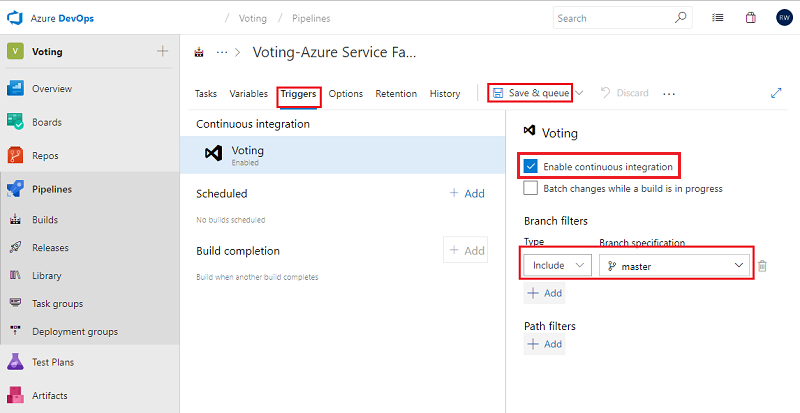 Azure DevOps
/ Voting / Pipelines
Search
RW
V Voting
Overview
Boards
Repos
Pipelines
Builds
Releases
Library
Task groups
Deployment groups
Test Plans
Artifacts
... > Voting-Azure Service Fa...
Tasks Variables Triggers Options Retention History
Save & queue
Discard
...
Continuous integration
Voting
Enabled
Scheduled
+ Add
No builds scheduled
Build completion
+ Add
Build when another build completes
Voting
Enable continuous integration
Batch changes while a build is in progress
Branch filters
Type Branch specification
Include master
+ Add
Path filters
+ Add